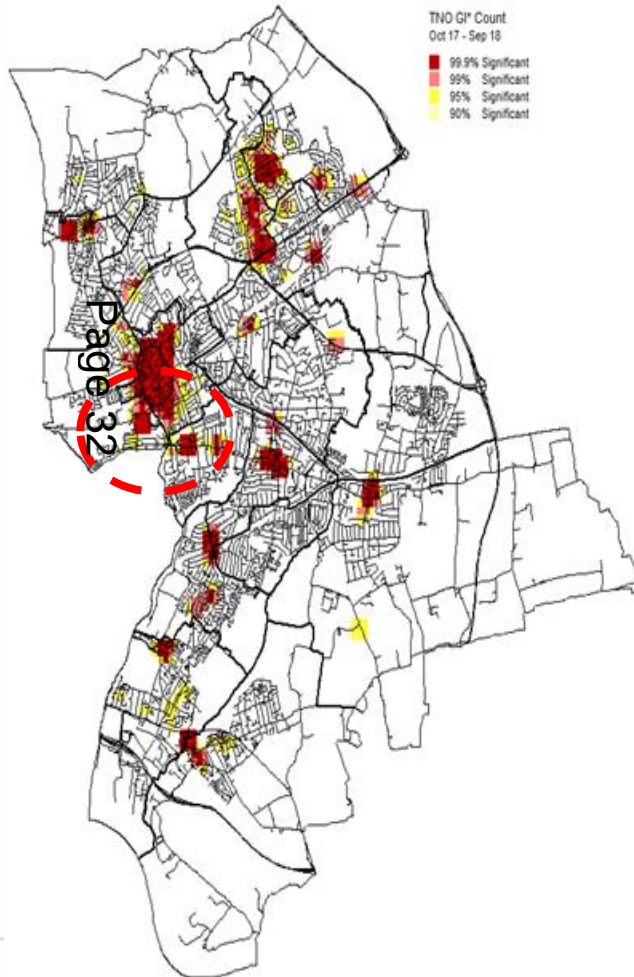 TNO GI* Count
Oct 17 - Sep 18
99.9% Significant
99% Significant
95% Significant
90% Significant
Page 32